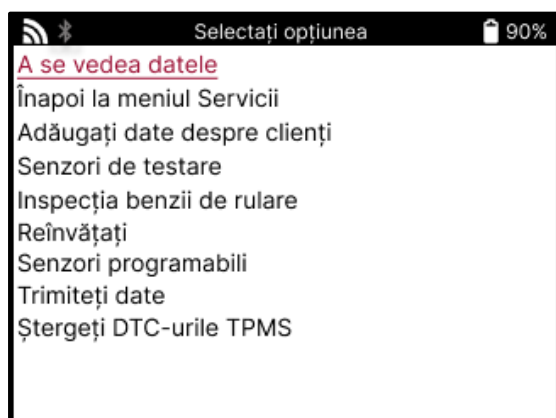 Selectați opțiunea 90%
A se vedea datele
Înapoi la meniul Servicii
Adăugați date despre clienți
Senzori de testare
Inspecția benzii de rulare
Reînvățați
Senzori programabili
Trimiteți date
Ștergeți DTC-urile TPMS